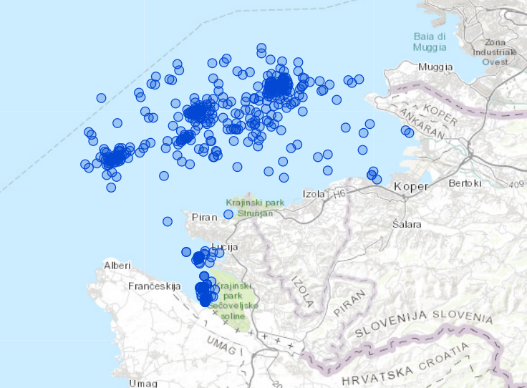 Baia di
Muggia
Zona
Industriale
Ovest
Muggia
KOPER
ANKARAN
Izola
Koper
Bertoki
Krajinski park
Strunjan
Piran
Šalara
Lucija
Alberi
Frančeskija
Krajinski
park
Sečoveljske
soline
IZOLA
PIRAN
UMAG
SLOVENIJA SLOVENIA
HRVATSKA CROATIA
Umag